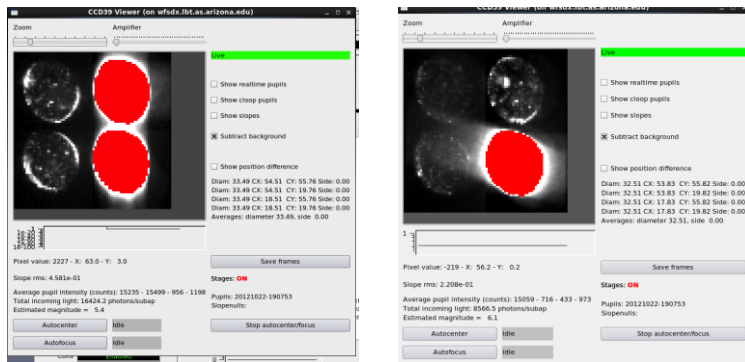 CCD39 Viewer (on wfsdx.lbt.as.arizona.edu)
Zoom Amplifier
Live
Show realtime pupils
Show cloop pupils
Show slopes
Subtract background
Show position difference
Diam: 33.49 CX: 54.51 CY: 55.76 Side: 0.00
Diam: 33.49 CX: 54.51 CY: 19.76 Side: 0.00
Diam: 33.49 CX: 18.51 CY: 55.76 Side: 0.00
Diam: 33.49 CX: 18.51 CY: 19.76 Side: 0.00
Averages: diameter 33.49, side 0.00
Pixel value: 2227 - X: 63.0 - Y: 3.0
Save frames
Slope rms: 4.581e-01
Stages: ON
Average pupil intensity (counts): 15235 - 15499 - 956 - 1198
Total incoming light: 16424.2 photons/subap
Pupils: 20121022-190753
Estimated magnitude = 5.4
Slopenulls:
Autocenter Idle
Stop autocenter/focus
Autofocus Idle
Enabled
CCD39 Viewer (on wfsdx.lbt.as.arizona.edu)
Zoom Amplifier
Live
Show realtime pupils
Show cloop pupils
Show slopes
Subtract background
Show position difference
Diam: 32.51 CX: 53.83 CY: 55.82 Side: 0.00
Diam: 32.51 CX: 53.83 CY: 19.82 Side: 0.00
Diam: 32.51 CX: 17.83 CY: 55.82 Side: 0.00
Diam: 32.51 CX: 17.83 CY: 19.82 Side: 0.00
Averages: diameter 32.51, side 0.00
1
Pixel value: -219 - X: 56.2 - Y: 0.2
Save frames
Slope rms: 2.208e-01
Stages: ON
Average pupil intensity (counts): 15059 - 716 - 433 - 973
Total incoming light: 8566.5 photons/subap
Pupils: 20121022-190753
Estimated magnitude = 6.1
Slopenulls:
Autocenter Idle
Stop autocenter/focus
Autofocus Idle